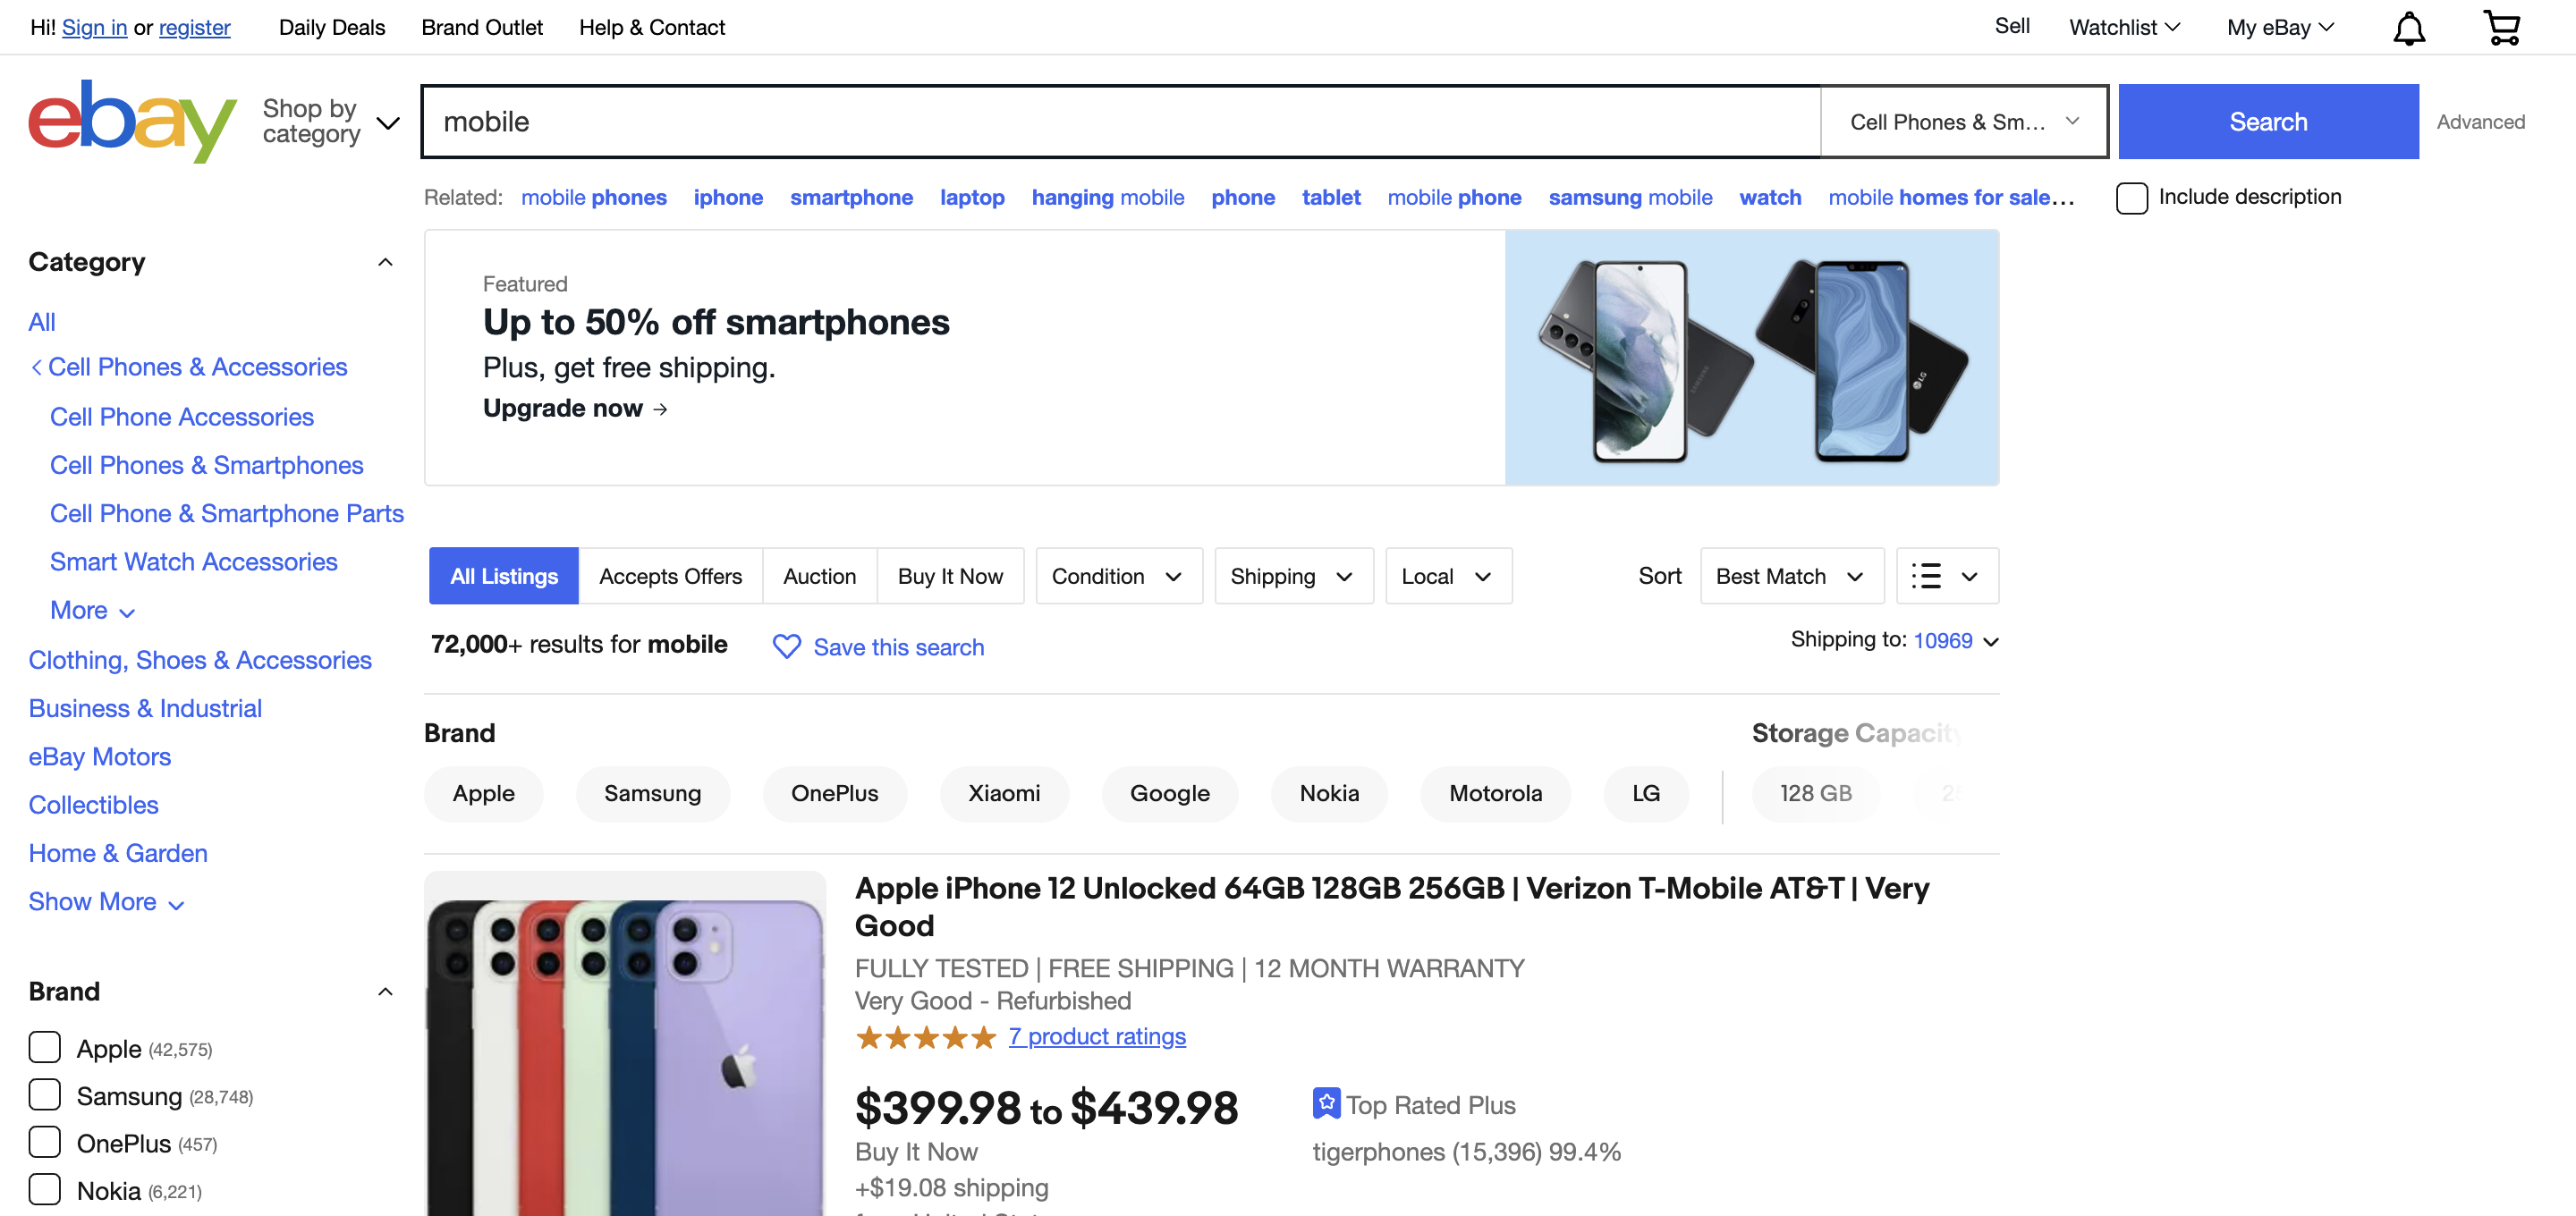 Hi! Sign in or register Daily Deals Brand Outlet Help & Contact Sell Watchlist My eBay
ebay Shop by category mobile Cell Phones & Sm... Search Advanced
Related: mobile phones iphone smartphone laptop hanging mobile phone tablet mobile phone samsung mobile watch mobile homes for sale... Include description
Category
All
Cell Phones & Accessories
Cell Phone Accessories
Cell Phones & Smartphones
Cell Phone & Smartphone Parts
Smart Watch Accessories
More
Clothing, Shoes & Accessories
Business & Industrial
eBay Motors
Collectibles
Home & Garden
Show More
Brand
Apple (42,575)
Samsung (28,748)
OnePlus (457)
Nokia (6,221)
Featured
Up to 50% off smartphones
Plus, get free shipping.
Upgrade now →
SAMSUNG
LG
All Listings Accepts Offers Auction Buy It Now Condition Shipping Local Sort Best Match
72,000+ results for mobile Save this search Shipping to: 10969
Brand Storage Capacity
Apple Samsung OnePlus Xiaomi Google Nokia Motorola LG 128 GB
Apple iPhone 12 Unlocked 64GB 128GB 256GB | Verizon T-Mobile AT&T | Very
Good
FULLY TESTED | FREE SHIPPING | 12 MONTH WARRANTY
Very Good - Refurbished
7 product ratings
$399.98 to $439.98 Top Rated Plus
Buy It Now tigerphones (15,396) 99.4%
+$19.08 shipping